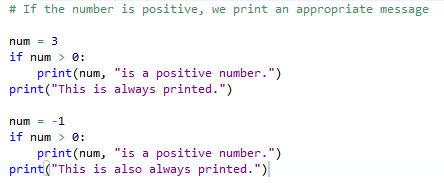 # If the number is positive, we print an appropriate message

num = 3
if num > 0:
    print(num, "is a positive number.")
print("This is always printed.")

num = -1
if num > 0:
    print(num, "is a positive number.")
print("This is also always printed.")